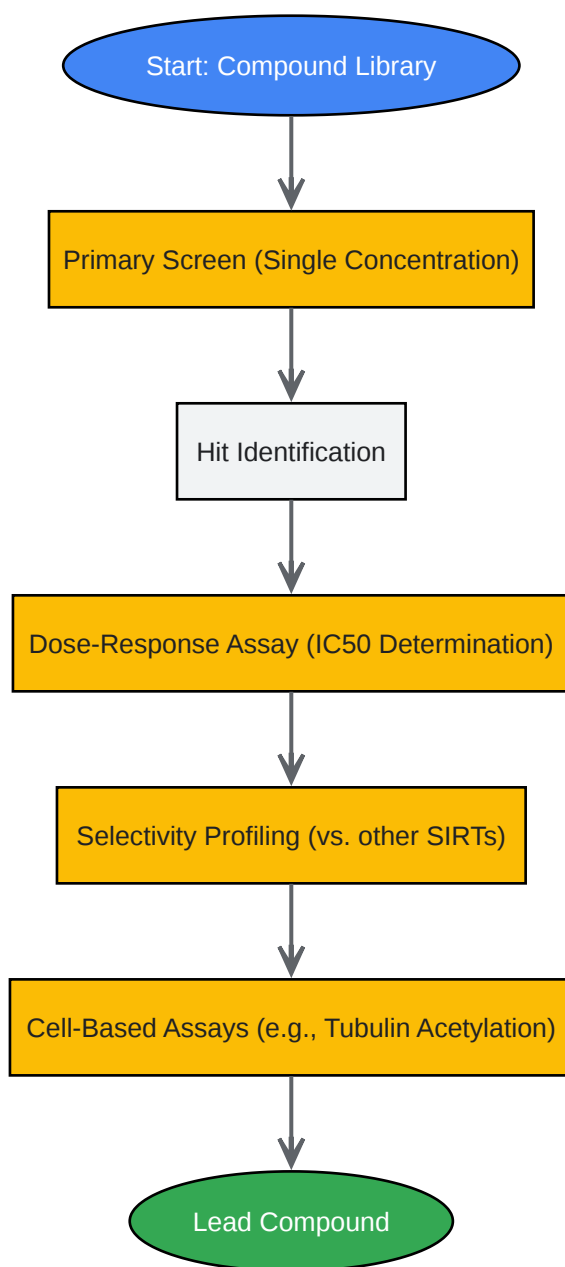 Start: Compound Library
Primary Screen (Single Concentration)
Hit Identification
Dose-Response Assay (IC50 Determination)
Selectivity Profiling (vs. other SIRTs)
Cell-Based Assays (e.g., Tubulin Acetylation)
Lead Compound